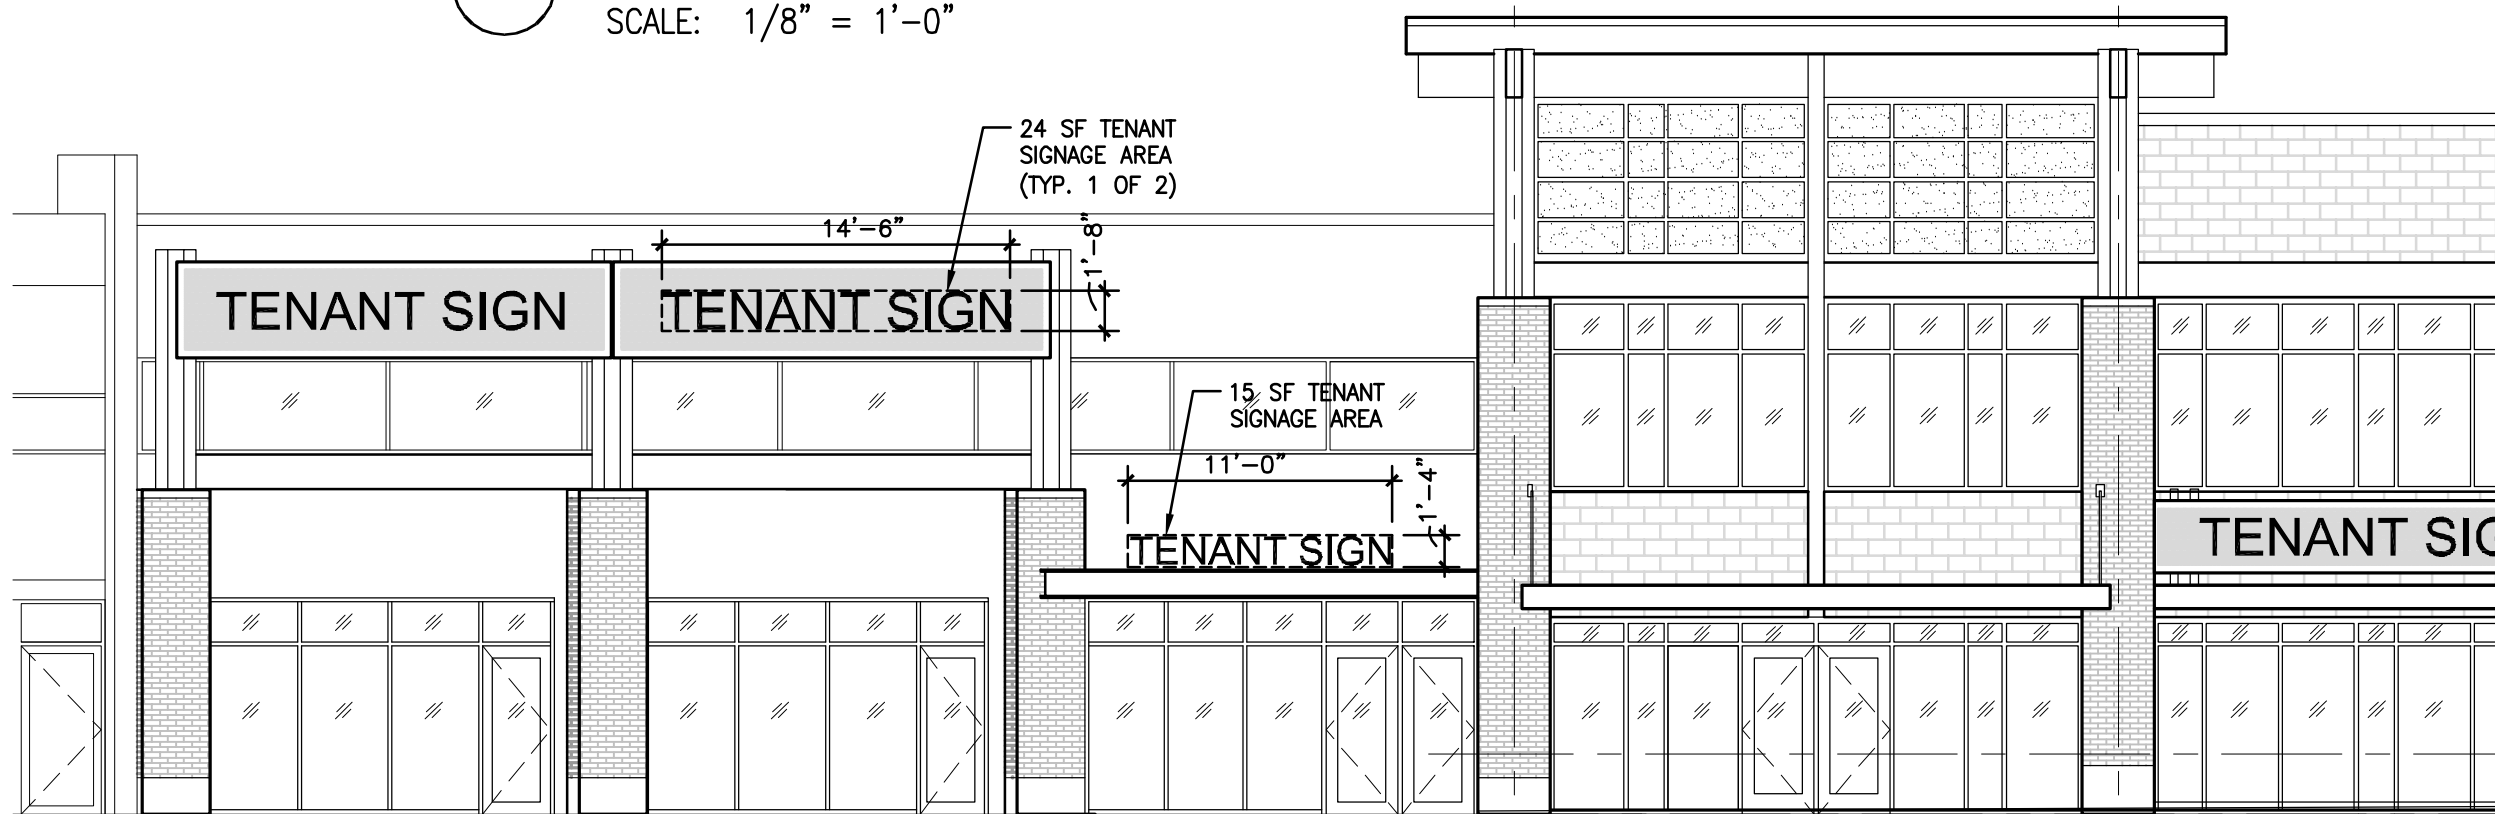 SCALE: 1/8" = 1'-0"
24 SF TENANT
SIGNAGE AREA
(TYP. 1 OF 2)
14'-6"
1'-8"
TENANT SIGN
TENANT SIGN
15 SF TENANT
SIGNAGE AREA
11'-0"
1'-4"
TENANT SIGN
TENANT SIG